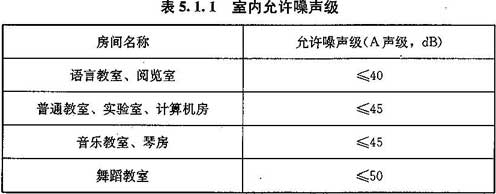 表5.1.1 室内允许噪声级
房间名称 允许噪声级(A声级，dB)
语言教室、阅览室 ≤40
普通教室、实验室、计算机房 ≤45
音乐教室、琴房 ≤45
舞蹈教室 ≤50